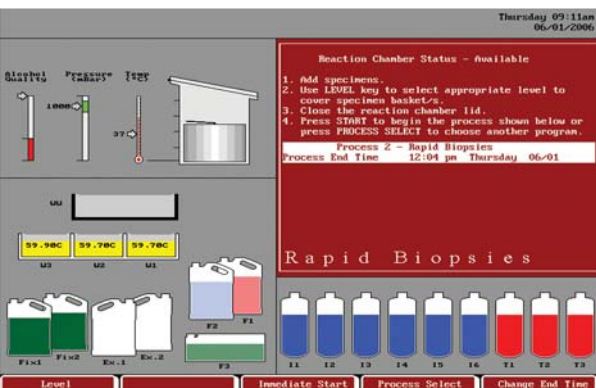 Thursday 09:11am
06/01/2006
Alcohol
Quality
Pressure
(mBar)
Temp
(°C)
1000
37
Reaction Chamber Status - Available
1. Add specimens.
2. Use LEVEL key to select appropriate level to
cover specimen basket/s.
3. Close the reaction chamber lid.
4. Press START to begin the process shown below or
press PROCESS SELECT to choose another program.
Process 2 - Rapid Biopsies
Process End Time 12:04 pm Thursday 06/01
Rapid Biopsies
WW
59.90C 59.70C 59.70C
W3 W2 W1
Fix1 Fix2 Ex.1 Ex.2
F2 F1
F3
I1 I2 I3 I4 I5 I6 T1 T2 T3
Level
Immediate Start
Process Select
Change End Time